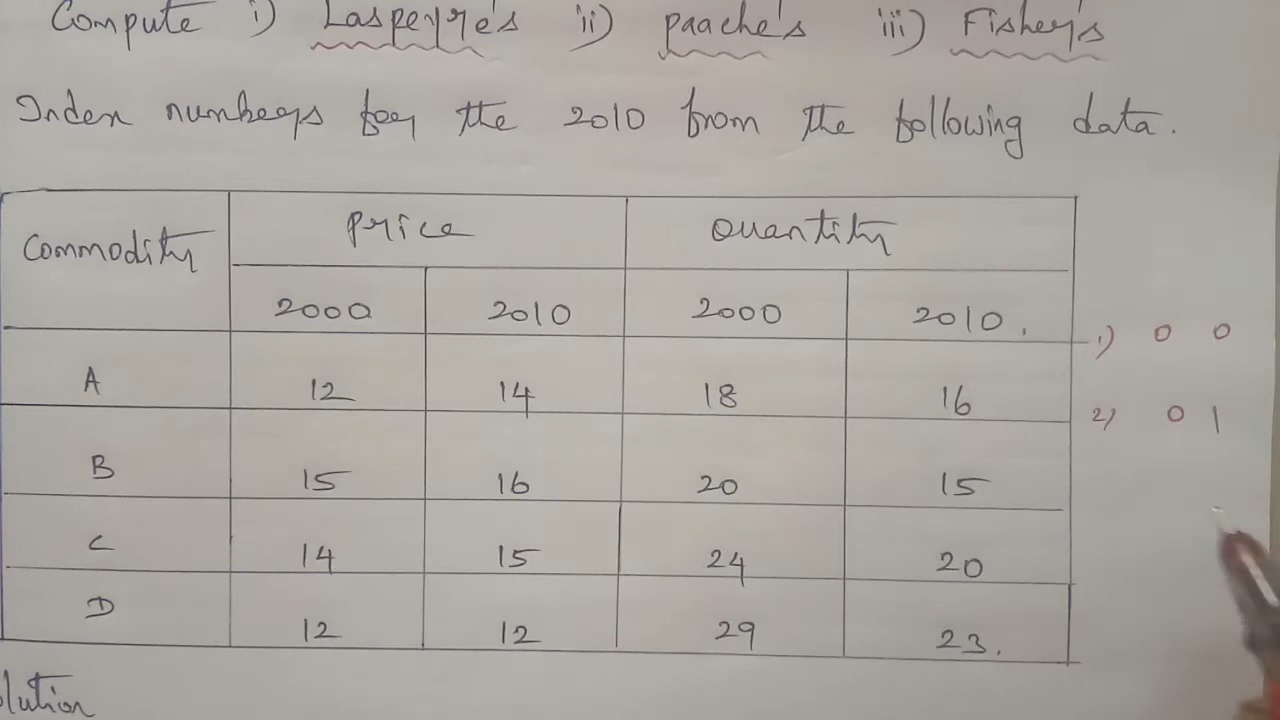 Compute i) Laspeyre's ii) paache's iii) Fisher's
Index numbers for the 2010 from the following data.
Commodity Price Quantity
2000 2010 2000 2010.
1) 0 0
A 12 14 18 16
2) 0 1
B 15 16 20 15
C 14 15 24 20
D 12 12 29 23.
lution